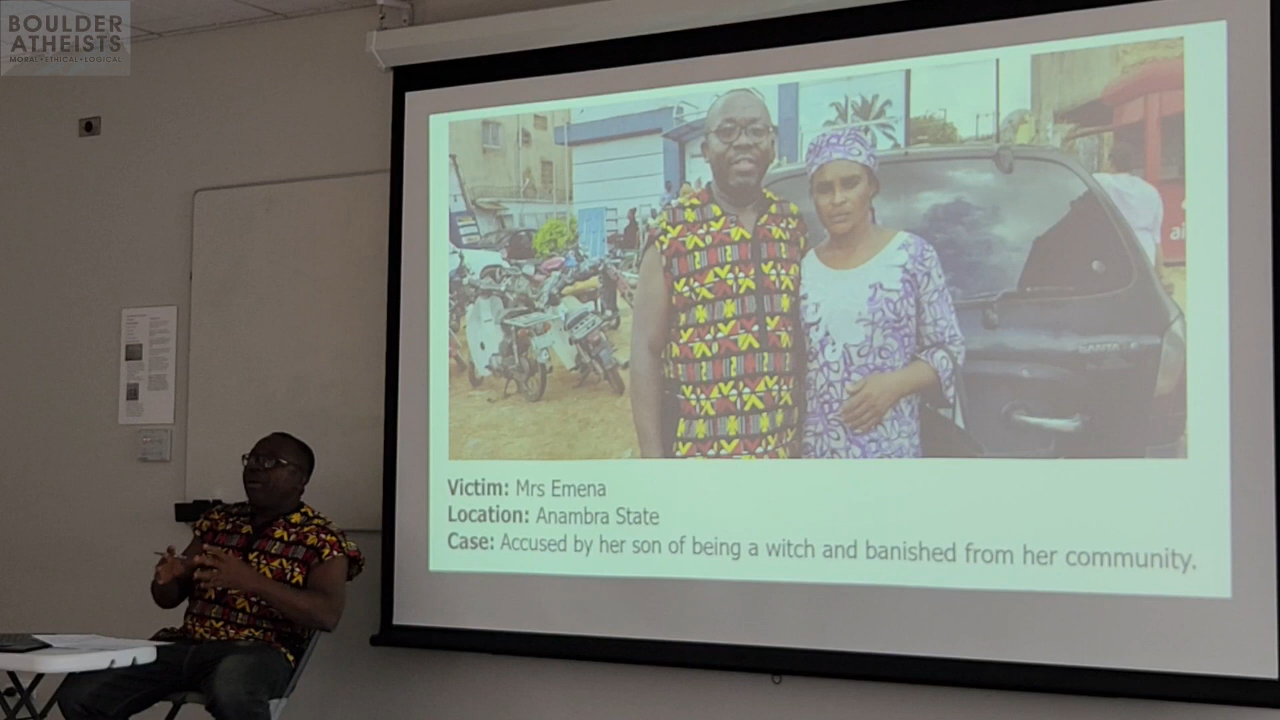 BOULDER
ATHEISTS
MORAL•ETHICAL•LOGICAL
Victim: Mrs Emena
Location: Anambra State
Case: Accused by her son of being a witch and banished from her community.